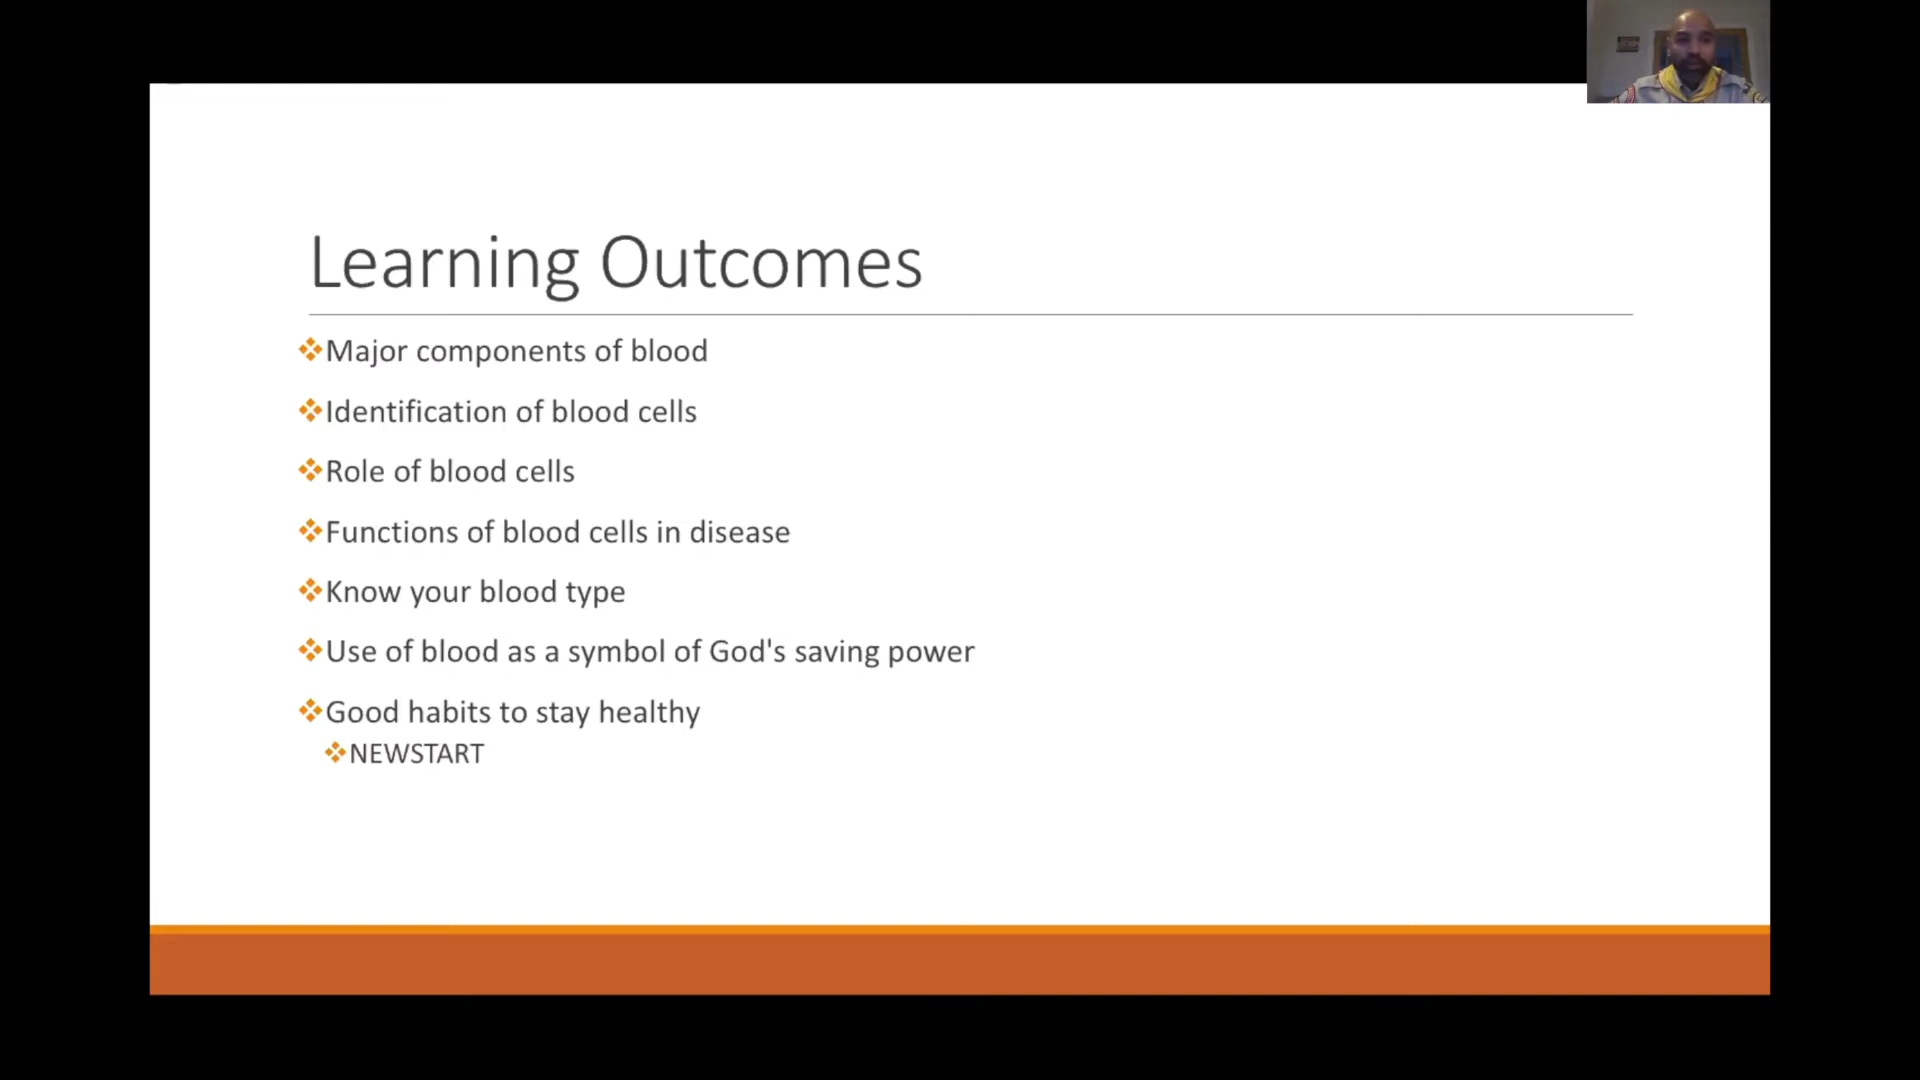 Learning Outcomes
Major components of blood
Identification of blood cells
Role of blood cells
Functions of blood cells in disease
Know your blood type
Use of blood as a symbol of God's saving power
Good habits to stay healthy
NEWSTART